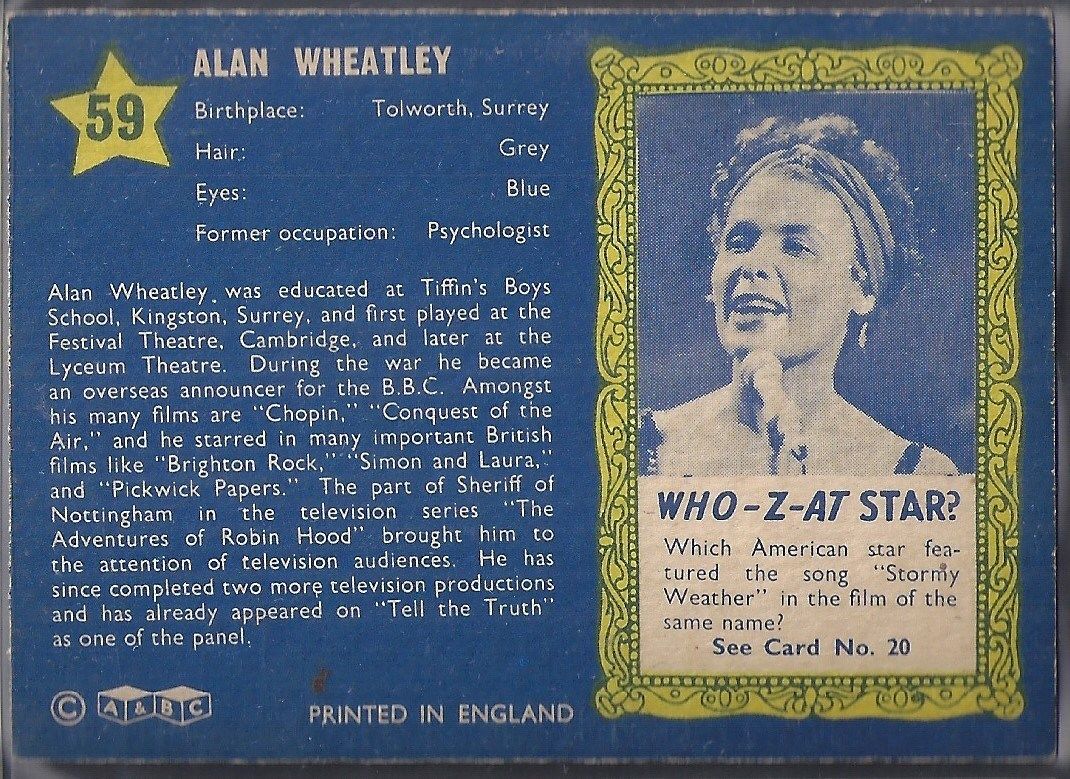 59
ALAN WHEATLEY
Birthplace: Tolworth, Surrey
Hair: Grey
Eyes: Blue
Former occupation: Psychologist
Alan Wheatley was educated at Tiffin's Boys
School, Kingston, Surrey, and first played at the
Festival Theatre, Cambridge, and later at the
Lyceum Theatre. During the war he became
an overseas announcer for the B.B.C. Amongst
his many films are "Chopin," "Conquest of the
Air," and he starred in many important British
films like "Brighton Rock," "Simon and Laura,"
and "Pickwick Papers." The part of Sheriff of
Nottingham in the television series "The
Adventures of Robin Hood" brought him to
the attention of television audiences. He has
since completed two more television productions
and has already appeared on "Tell the Truth"
as one of the panel.
© A & B C
PRINTED IN ENGLAND
WHO-Z-AT STAR?
Which American star fea-
tured the song "Stormy
Weather" in the film of the
same name?
See Card No. 20